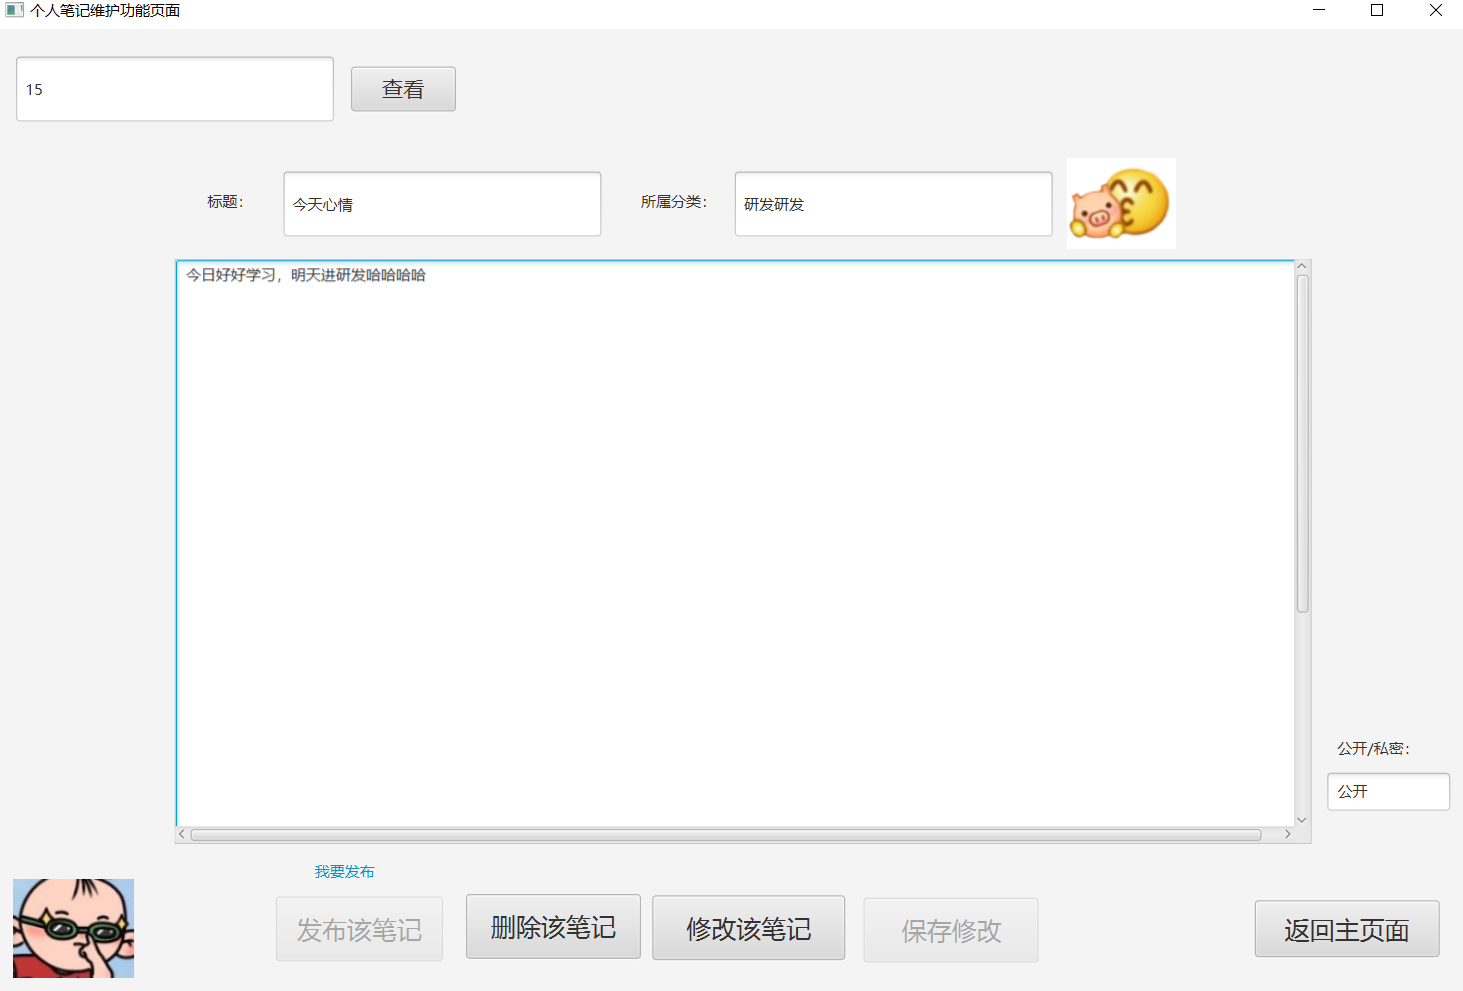 个人笔记维护功能页面
15
查看
标题：
今天心情
所属分类：
研发研发
今日好好学习，明天进研发哈哈哈哈
公开/私密：
公开
我要发布
发布该笔记
删除该笔记
修改该笔记
保存修改
返回主页面